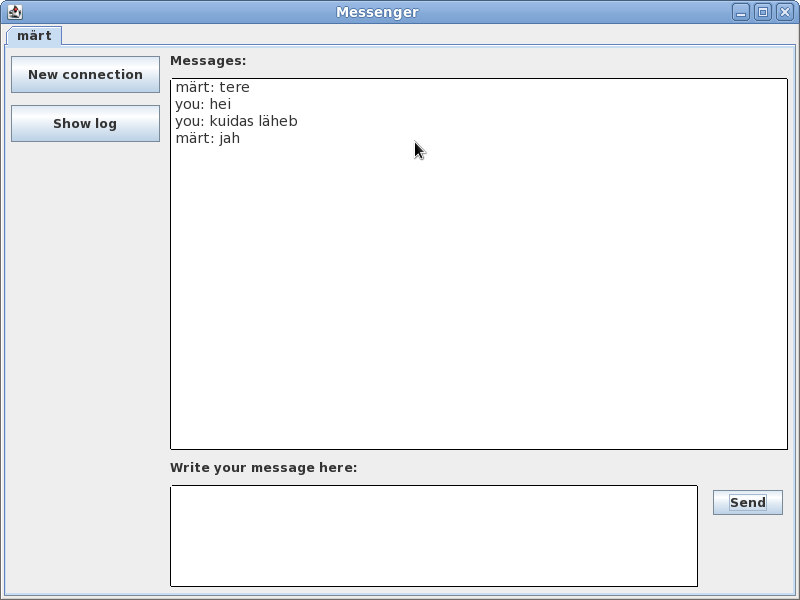 Messenger
märt
New connection
Show log
Messages:
märt: tere
you: hei
you: kuidas läheb
märt: jah
Write your message here:
Send